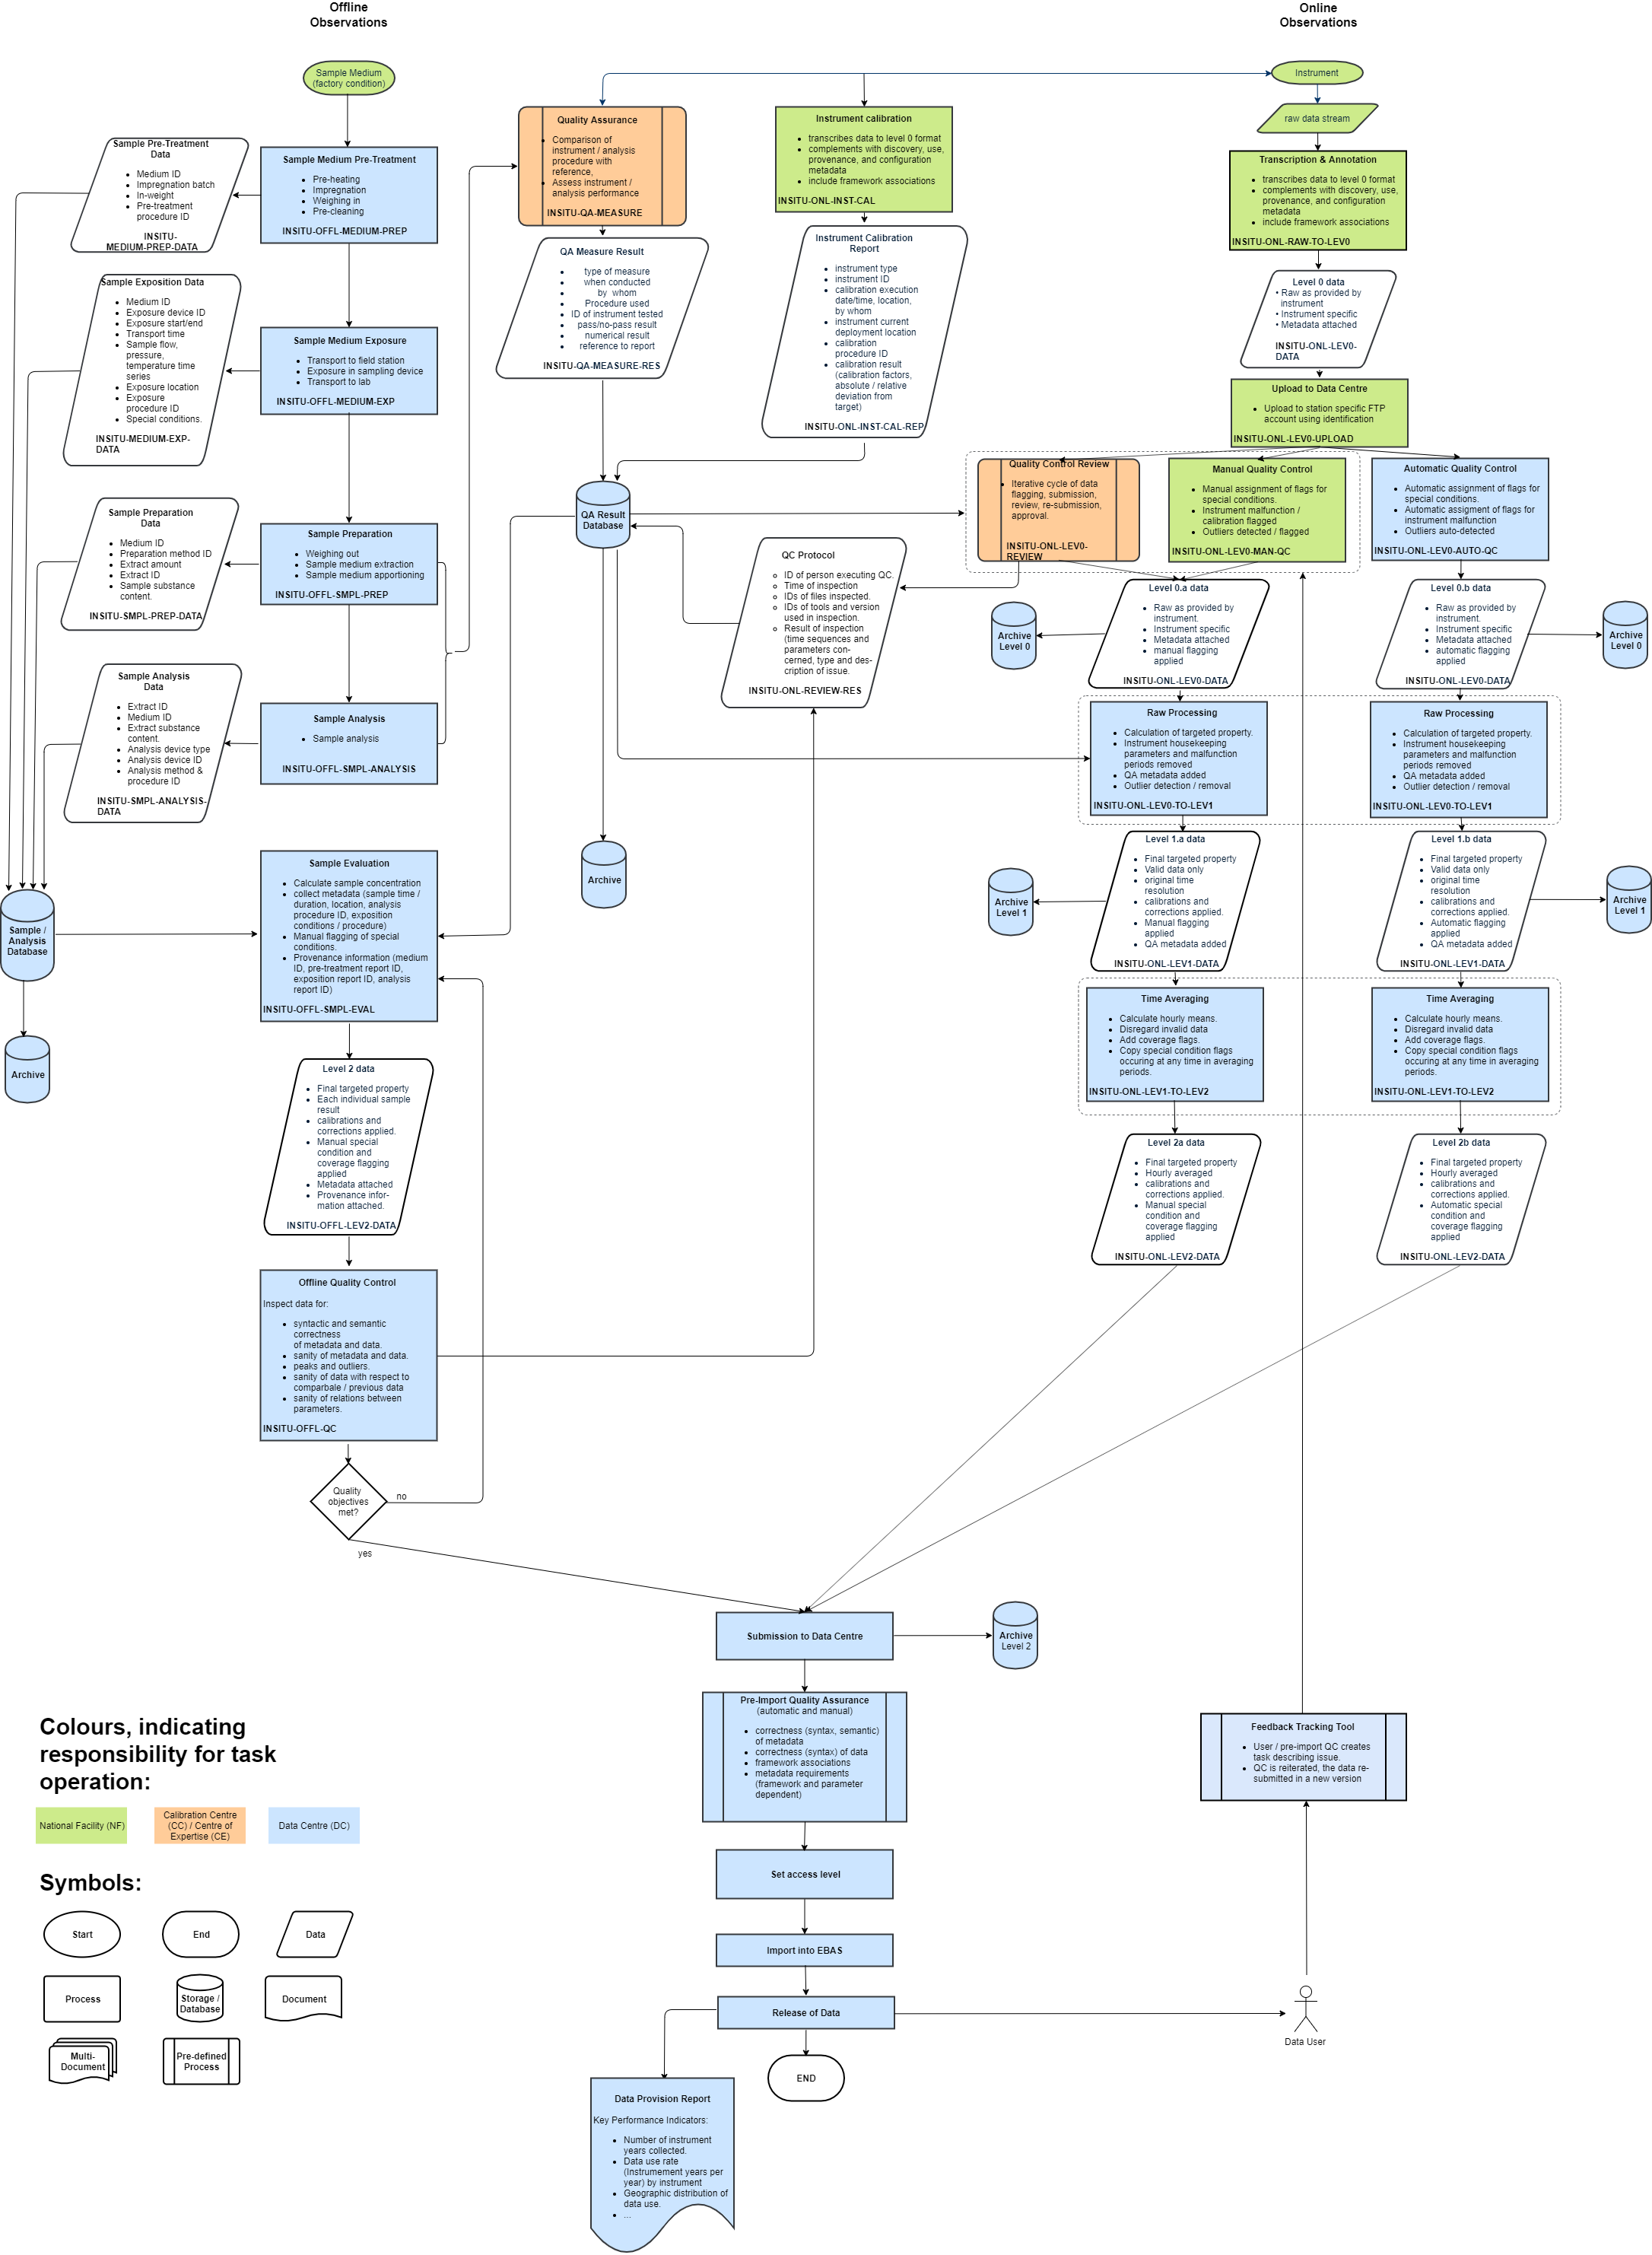 Offline
Observations
Online
Observations
Sample Medium
(factory condition)
Instrument
raw data stream
Sample Pre-Treatment
Data
Medium ID
Impregnation batch
In-weight
Pre-treatment
procedure ID
INSITU-
MEDIUM-PREP-DATA
Sample Medium Pre-Treatment
Pre-heating
Impregnation
Weighing in
Pre-cleaning
INSITU-OFFL-MEDIUM-PREP
Quality Assurance
Comparison of
instrument / analysis
procedure with
reference,
Assess instrument /
analysis performance
INSITU-QA-MEASURE
Instrument calibration
transcribes data to level 0 format
complements with discovery, use,
provenance, and configuration
metadata
include framework associations
INSITU-ONL-INST-CAL
Transcription & Annotation
transcribes data to level 0 format
complements with discovery, use,
provenance, and configuration
metadata
include framework associations
INSITU-ONL-RAW-TO-LEV0
QA Measure Result
type of measure
when conducted
by whom
Procedure used
ID of instrument tested
pass/no-pass result
numerical result
reference to report
INSITU-QA-MEASURE-RES
Instrument Calibration
Report
instrument type
instrument ID
calibration execution
date/time, location,
by whom
instrument current
deployment location
calibration
procedure ID
calibration result
(calibration factors,
absolute / relative
deviation from
target)
INSITU-ONL-INST-CAL-REP
Level 0 data
• Raw as provided by
instrument
• Instrument specific
• Metadata attached
INSITU-ONL-LEV0-
DATA
Sample Exposition Data
Medium ID
Exposure device ID
Exposure start/end
Transport time
Sample flow,
pressure,
temperature time
series
Exposure location
Exposure
procedure ID
Special conditions.
INSITU-MEDIUM-EXP-
DATA
Sample Medium Exposure
Transport to field station
Exposure in sampling device
Transport to lab
INSITU-OFFL-MEDIUM-EXP
Upload to Data Centre
Upload to station specific FTP
account using identification
INSITU-ONL-LEV0-UPLOAD
Quality Control Review
Iterative cycle of data
flagging, submission,
review, re-submission,
approval.
INSITU-ONL-LEV0-
REVIEW
Manual Quality Control
Manual assignment of flags for
special conditions.
Instrument malfunction /
calibration flagged
Outliers detected / flagged
INSITU-ONL-LEV0-MAN-QC
Automatic Quality Control
Automatic assignment of flags for
special conditions.
Automatic assigment of flags for
instrument malfunction
Outliers auto-detected
INSITU-ONL-LEV0-AUTO-QC
Sample Preparation
Data
Medium ID
Preparation method ID
Extract amount
Extract ID
Sample substance
content.
INSITU-SMPL-PREP-DATA
Sample Preparation
Weighing out
Sample medium extraction
Sample medium apportioning
INSITU-OFFL-SMPL-PREP
QA Result
Database
QC Protocol
ID of person executing QC.
Time of inspection
IDs of files inspected.
IDs of tools and version
used in inspection.
Result of inspection
(time sequences and
parameters con-
cerned, type and des-
cription of issue.
INSITU-ONL-REVIEW-RES
Archive
Level 0
Level 0.a data
Raw as provided by
instrument.
Instrument specific
Metadata attached
manual flagging
applied
INSITU-ONL-LEV0-DATA
Level 0.b data
Raw as provided by
instrument.
Instrument specific
Metadata attached
automatic flagging
applied
INSITU-ONL-LEV0-DATA
Archive
Level 0
Sample Analysis
Data
Extract ID
Medium ID
Extract substance
content.
Analysis device type
Analysis device ID
Analysis method &
procedure ID
INSITU-SMPL-ANALYSIS-
DATA
Sample Analysis
Sample analysis
INSITU-OFFL-SMPL-ANALYSIS
Raw Processing
Calculation of targeted property.
Instrument housekeeping
parameters and malfunction
periods removed
QA metadata added
Outlier detection / removal
INSITU-ONL-LEV0-TO-LEV1
Raw Processing
Calculation of targeted property.
Instrument housekeeping
parameters and malfunction
periods removed
QA metadata added
Outlier detection / removal
INSITU-ONL-LEV0-TO-LEV1
Sample /
Analysis
Database
Sample Evaluation
Calculate sample concentration
collect metadata (sample time /
duration, location, analysis
procedure ID, exposition
conditions / procedure)
Manual flagging of special
conditions.
Provenance information (medium
ID, pre-treatment report ID,
exposition report ID, analysis
report ID)
INSITU-OFFL-SMPL-EVAL
Archive
Archive
Level 1
Level 1.a data
Final targeted property
Valid data only
original time
resolution
calibrations and
corrections applied.
Manual flagging
applied
QA metadata added
INSITU-ONL-LEV1-DATA
Level 1.b data
Final targeted property
Valid data only
original time
resolution
calibrations and
corrections applied.
Automatic flagging
applied
QA metadata added
INSITU-ONL-LEV1-DATA
Archive
Level 1
Archive
Time Averaging
Calculate hourly means.
Disregard invalid data
Add coverage flags.
Copy special condition flags
occuring at any time in averaging
periods.
INSITU-ONL-LEV1-TO-LEV2
Time Averaging
Calculate hourly means.
Disregard invalid data
Add coverage flags.
Copy special condition flags
occuring at any time in averaging
periods.
INSITU-ONL-LEV1-TO-LEV2
Level 2 data
Final targeted property
Each individual sample
result
calibrations and
corrections applied.
Manual special
condition and
coverage flagging
applied
Metadata attached
Provenance infor-
mation attached.
INSITU-OFFL-LEV2-DATA
Level 2a data
Final targeted property
Hourly averaged
calibrations and
corrections applied.
Manual special
condition and
coverage flagging
applied
INSITU-ONL-LEV2-DATA
Level 2b data
Final targeted property
Hourly averaged
calibrations and
corrections applied.
Automatic special
condition and
coverage flagging
applied
INSITU-ONL-LEV2-DATA
Offline Quality Control
Inspect data for:
syntactic and semantic
correctness
of metadata and data.
sanity of metadata and data.
peaks and outliers.
sanity of data with respect to
comparbale / previous data
sanity of relations between
parameters.
INSITU-OFFL-QC
Quality
objectives
met?
no
yes
Submission to Data Centre
Archive
Level 2
Pre-Import Quality Assurance
(automatic and manual)
correctness (syntax, semantic)
of metadata
correctness (syntax) of data
framework associations
metadata requirements
(framework and parameter
dependent)
Feedback Tracking Tool
User / pre-import QC creates
task describing issue.
QC is reiterated, the data re-
submitted in a new version
Set access level
Import into EBAS
Release of Data
Data User
END
Data Provision Report
Key Performance Indicators:
Number of instrument
years collected.
Data use rate
(Instrumement years per
year) by instrument
Geographic distribution of
data use.
...
Colours, indicating
responsibility for task
operation:
National Facility (NF)
Calibration Centre
(CC) / Centre of
Expertise (CE)
Data Centre (DC)
Symbols:
Start
End
Data
Process
Storage /
Database
Document
Multi-
Document
Pre-defined
Process